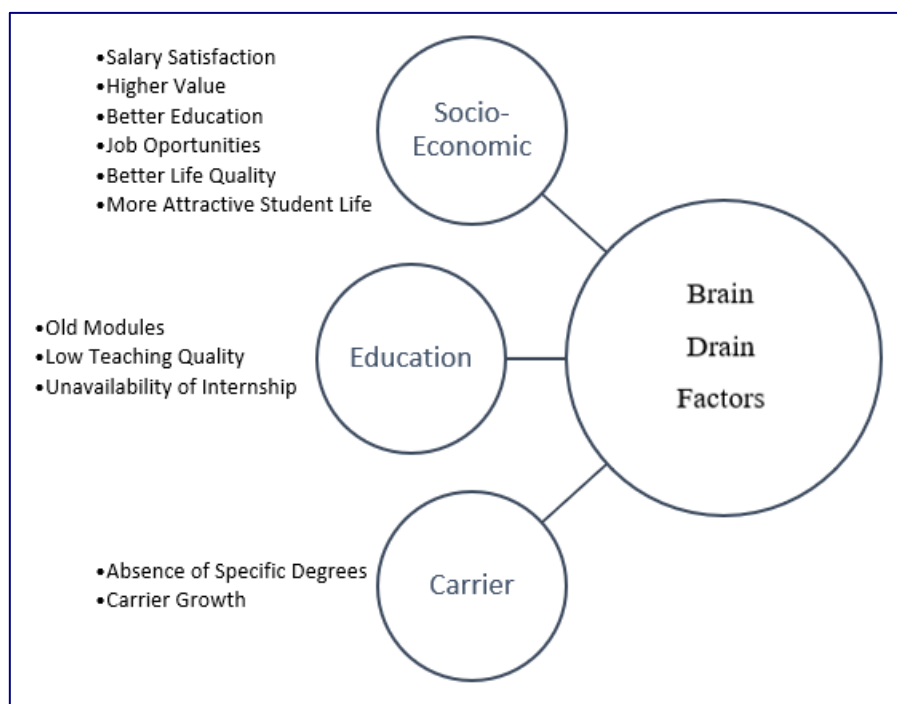 •Salary Satisfaction
•Higher Value
•Better Education
•Job Oportunities
•Better Life Quality
•More Attractive Student Life
Socio-
Economic
•Old Modules
•Low Teaching Quality
•Unavailability of Internship
Education
•Absence of Specific Degrees
•Carrier Growth
Carrier
Brain
Drain
Factors